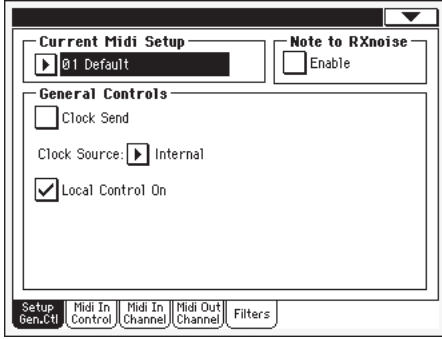 Current Midi Setup
Note to RXnoise
01 Default
Enable
General Controls
Clock Send
Clock Source: Internal
Local Control On
Setup Gen.Ctl
Midi In Control
Midi In Channel
Midi Out Channel
Filters